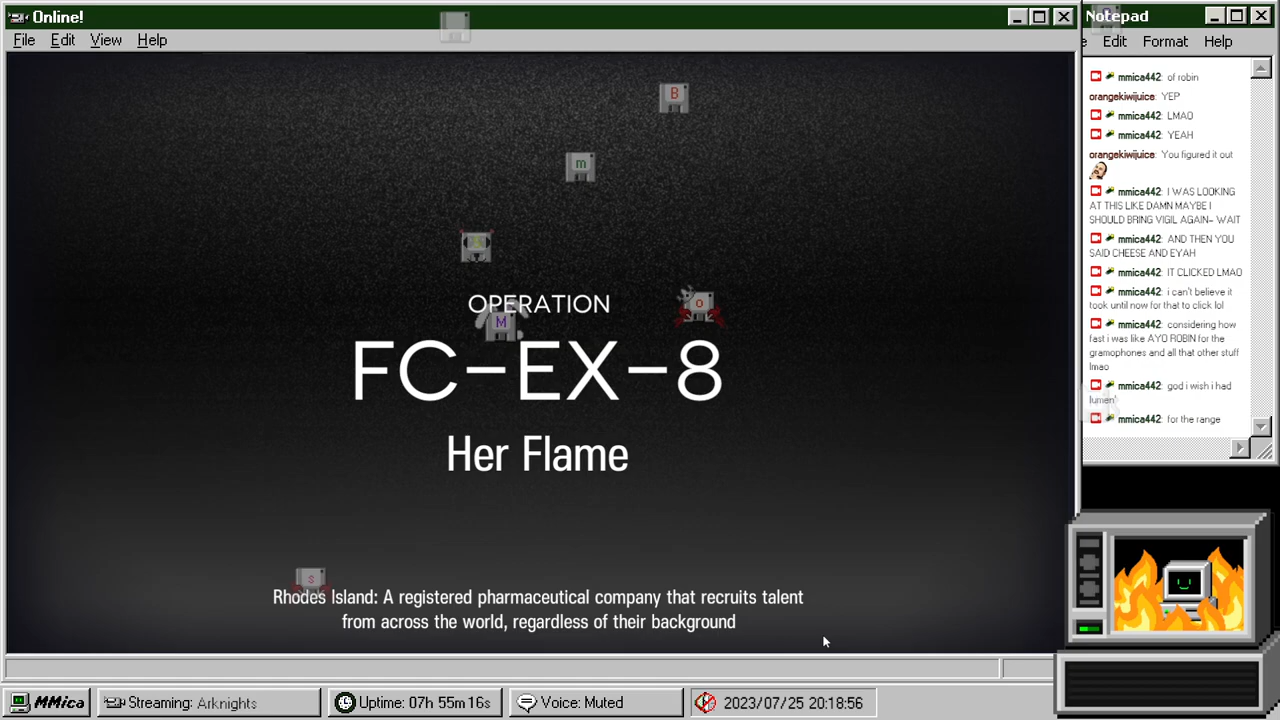 Online!
File Edit View Help
B
m
S
OPERATION
M
o
FC-EX-8
Her Flame
s
Rhodes Island: A registered pharmaceutical company that recruits talent
from across the world, regardless of their background
Notepad
Edit Format Help
mmica442: of robin
orangekiwijuice: YEP
mmica442: LMAO
mmica442: YEAH
orangekiwijuice: You figured it out
mmica442: I WAS LOOKING
AT THIS LIKE DAMN MAYBE I
SHOULD BRING VIGIL AGAIN- WAIT
mmica442: AND THEN YOU
SAID CHEESE AND EYAH
mmica442: IT CLICKED LMAO
mmica442: i can't believe it
took until now for that to click lol
mmica442: considering how
fast i was like AYO ROBIN for the
gramophones and all that other stuff
lmao
mmica442: god i wish i had
lumen'
mmica442: for the range
MMica
Streaming: Arknights
Uptime: 07h 55m 16s
Voice: Muted
2023/07/25 20:18:56